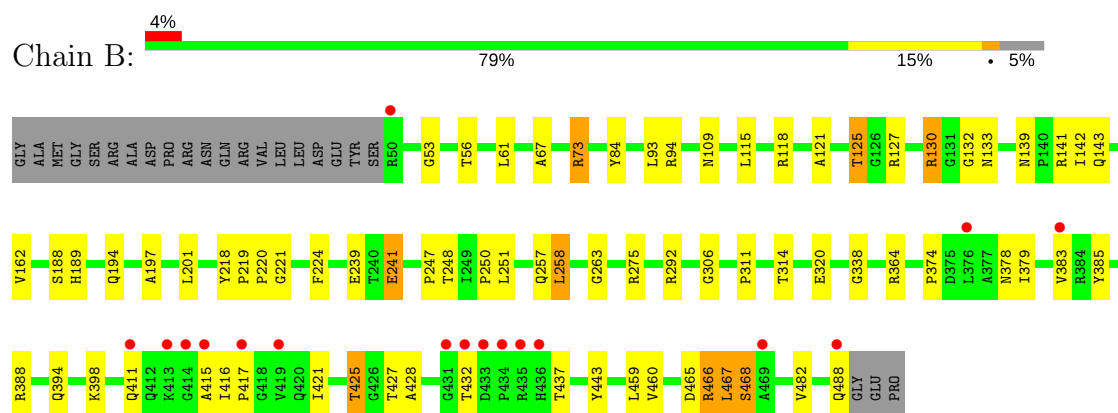 4%
Chain B:
79% 15% • 5%
GLY ALA MET GLY SER ARG ALA ASP PRO ARG ASN GLN ARG VAL LEU LEU ASP GLU TYR SER R50 G53 T56 L61 A67 R73 Y84 L93 R94 N109 L115 R118 A121 T125 G126 R127 R130 G131 G132 N133 N139 P140 R141 I142 Q143
V162 S188 H189 Q194 A197 L201 Y218 P219 P220 G221 F224 E239 T240 E241 P247 T248 I249 P250 L251 Q257 L258 G263 R275 R292 G306 P311 T314 E320 G338 R364 P374 D375 L376 A377 N378 I379 V383 R384 Y385
R388 Q394 K398 Q411 Q412 K413 G414 A415 I416 P417 G418 V419 Q420 I421 T425 G426 T427 A428 G431 T432 D433 P434 R435 H436 T437 Y443 L459 V460 D465 R466 L467 S468 A469 V482 Q488 GLY GLU PRO